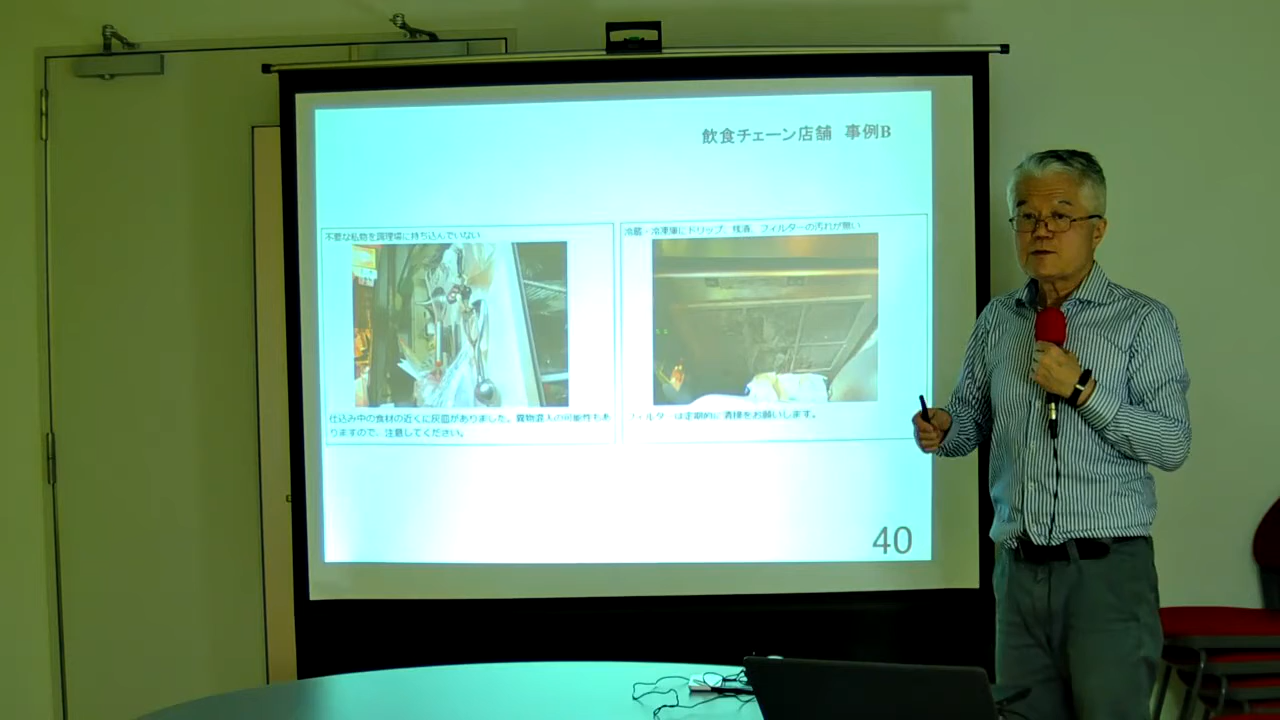 飲食チェーン店舗 事例B
不要な私物を調理場に持ち込んでいない
冷蔵・冷凍庫にドリップ、残渣、フィルターの汚れが無い
仕込み中の食材の近くに灰皿がありました。異物混入の可能性もあ
りますので、注意してください。
フィルターは定期的に清掃をお願いします。
40